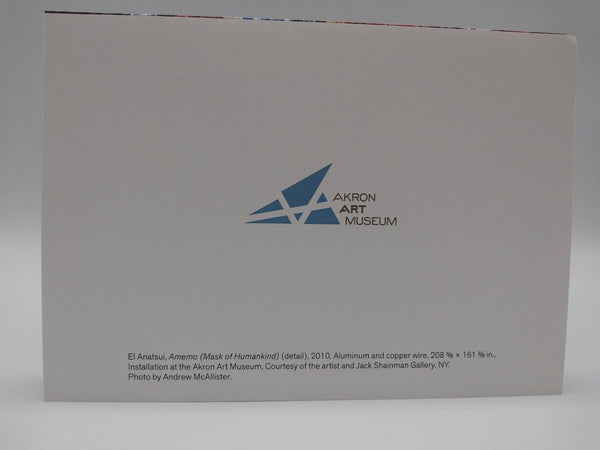 AKRON
ART
MUSEUM
El Anatsui, Amemo (Mask of Humankind) (detail), 2010, Aluminum and copper wire, 208 ⅝ × 161 ⅜ in.,
Installation at the Akron Art Museum, Courtesy of the artist and Jack Shainman Gallery, NY.
Photo by Andrew McAllister.